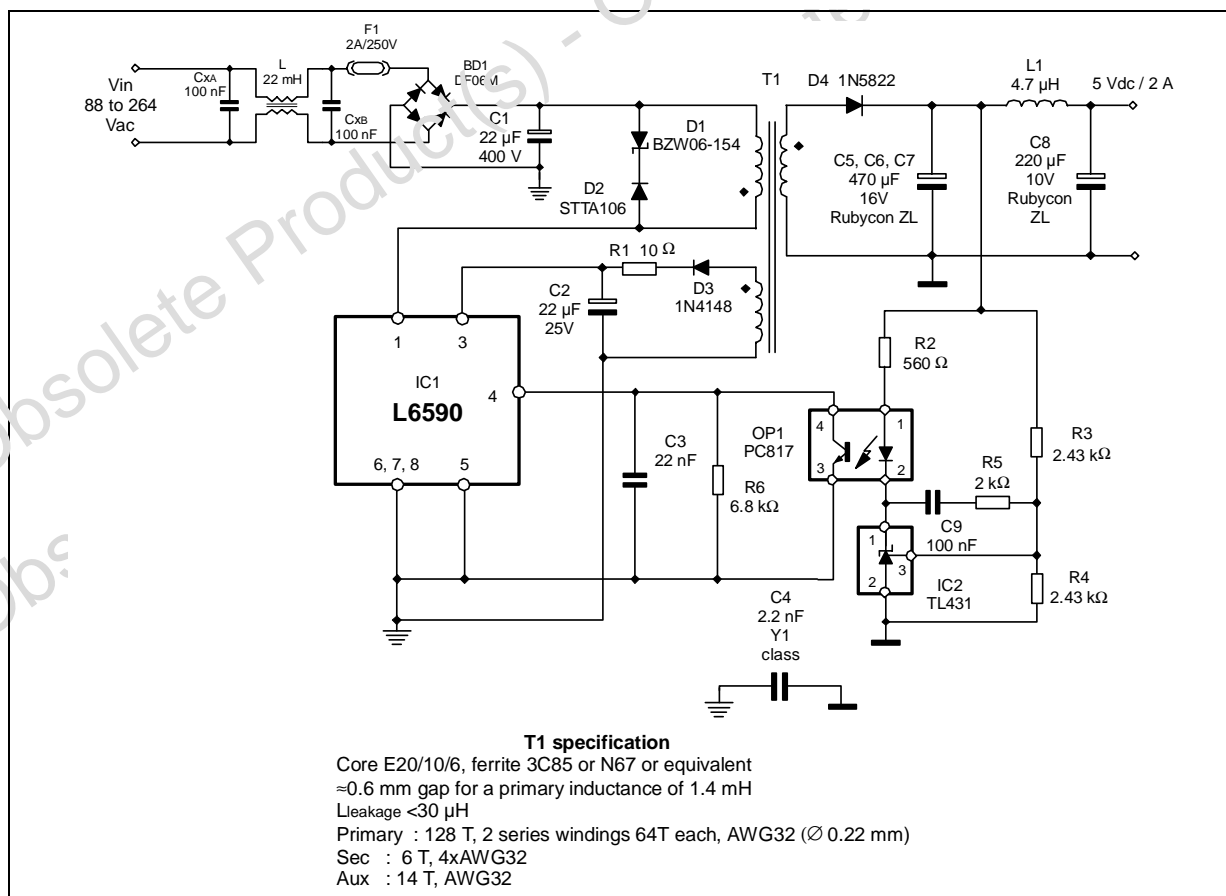 Obsolete Product(s) - O
Obs
F1
2A/250V
CxA
100 nF
L
22 mH
BD1
DF06M
Vin
88 to 264
Vac
CxB
100 nF
C1
22 µF
400 V
D1
BZW06-154
D2
STTA106
T1
D4 1N5822
L1
4.7 µH
5 Vdc / 2 A
C5, C6, C7
470 µF
16V
Rubycon ZL
C8
220 µF
10V
Rubycon
ZL
R1 10 Ω
D3
1N4148
C2
22 µF
25V
1
3
IC1
L6590
4
6, 7, 8
5
C3
22 nF
R6
6.8 kΩ
OP1
PC817
4
3
1
2
R2
560 Ω
R3
2.43 kΩ
R5
2 kΩ
C9
100 nF
1
2
3
IC2
TL431
R4
2.43 kΩ
C4
2.2 nF
Y1
class
T1 specification
Core E20/10/6, ferrite 3C85 or N67 or equivalent
≈0.6 mm gap for a primary inductance of 1.4 mH
Lleakage <30 µH
Primary : 128 T, 2 series windings 64T each, AWG32 (∅ 0.22 mm)
Sec : 6 T, 4xAWG32
Aux : 14 T, AWG32